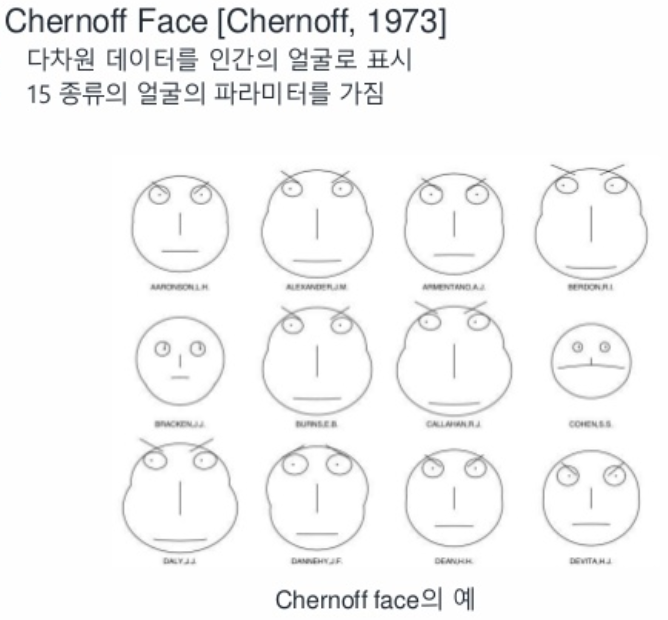 Chernoff Face [Chernoff, 1973]
다차원 데이터를 인간의 얼굴로 표시
15 종류의 얼굴의 파라미터를 가짐
AARONSON,L.H. ALEXANDER,J.M. ARMENTANO,A.J. BERDON,R.I.
BRACKEN,J.J. BURNS,E.B. CALLAHAN,R.J. COHEN,S.S.
DALY,J.J. DANNEHY,J.F. DEAN,H.H. DEVITA,H.J.
Chernoff face의 예